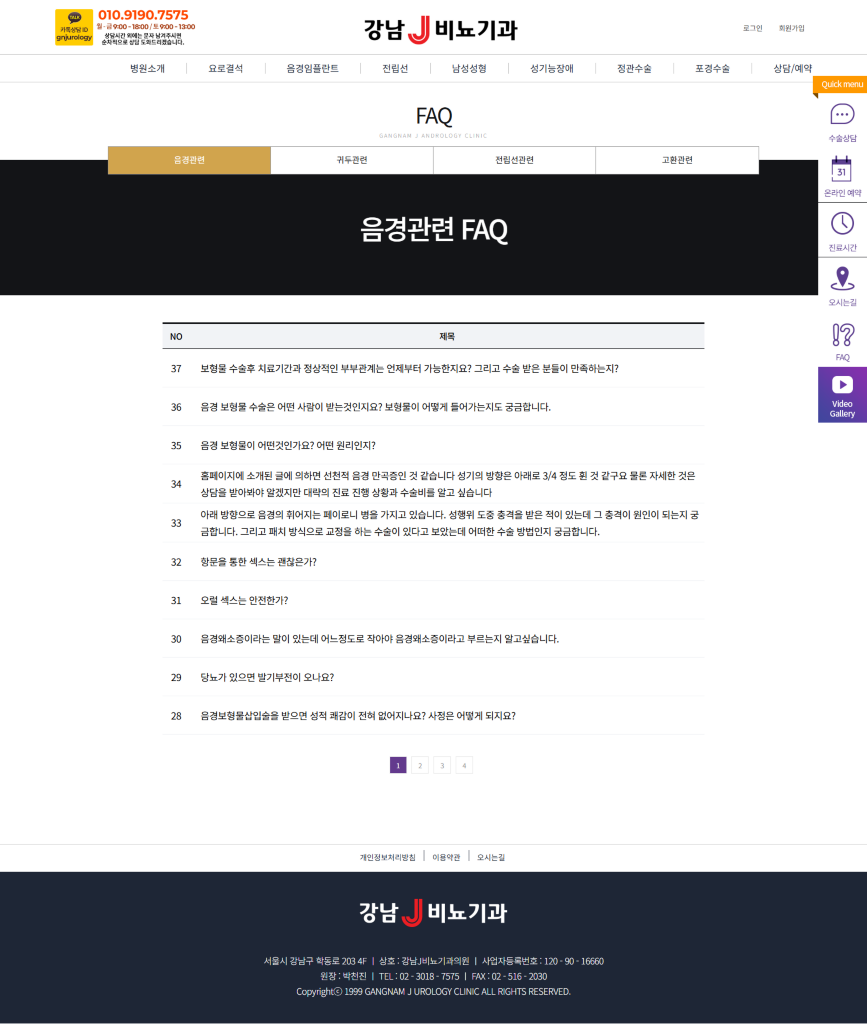 TALK
카톡상담 ID
gnjurology
010.9190.7575
월-금 9:00 - 18:00 / 토 9:00 - 13:00
상담시간 외에는 문자 남겨주시면
순차적으로 상담 도와드리겠습니다.
강남 J 비뇨기과
로그인 회원가입
병원소개 요로결석 음경임플란트 전립선 남성성형 성기능장애 정관수술 포경수술 상담/예약
Quick menu
수술상담
31
온라인 예약
진료시간
오시는길
FAQ
Video
Gallery
FAQ
GANGNAM J ANDROLOGY CLINIC
음경관련 귀두관련 전립선관련 고환관련
음경관련 FAQ
NO 제목
37 보형물 수술후 치료기간과 정상적인 부부관계는 언제부터 가능한지요? 그리고 수술 받은 분들이 만족하는지?
36 음경 보형물 수술은 어떤 사람이 받는것인지요? 보형물이 어떻게 들어가는지도 궁금합니다.
35 음경 보형물이 어떤것인가요? 어떤 원리인지?
34 홈페이지에 소개된 글에 의하면 선천적 음경 만곡증인 것 같습니다 성기의 방향은 아래로 3/4 정도 휜 것 같구요 물론 자세한 것은
상담을 받아봐야 알겠지만 대략의 진료 진행 상황과 수술비를 알고 싶습니다
33 아래 방향으로 음경의 휘어지는 페이로니 병을 가지고 있습니다. 성행위 도중 충격을 받은 적이 있는데 그 충격이 원인이 되는지 궁
금합니다. 그리고 패치 방식으로 교정을 하는 수술이 있다고 보았는데 어떠한 수술 방법인지 궁금합니다.
32 항문을 통한 섹스는 괜찮은가?
31 오럴 섹스는 안전한가?
30 음경왜소증이라는 말이 있는데 어느정도로 작아야 음경왜소증이라고 부르는지 알고싶습니다.
29 당뇨가 있으면 발기부전이 오나요?
28 음경보형물삽입술을 받으면 성적 쾌감이 전혀 없어지나요? 사정은 어떻게 되지요?
1 2 3 4
개인정보처리방침 | 이용약관 | 오시는길
강남 J 비뇨기과
서울시 강남구 학동로 203 4F | 상호 : 강남J비뇨기과의원 | 사업자등록번호 : 120 - 90 - 16660
원장 : 박천진 | TEL : 02 - 3018 - 7575 | FAX : 02 - 516 - 2030
Copyrightⓒ 1999 GANGNAM J UROLOGY CLINIC ALL RIGHTS RESERVED.